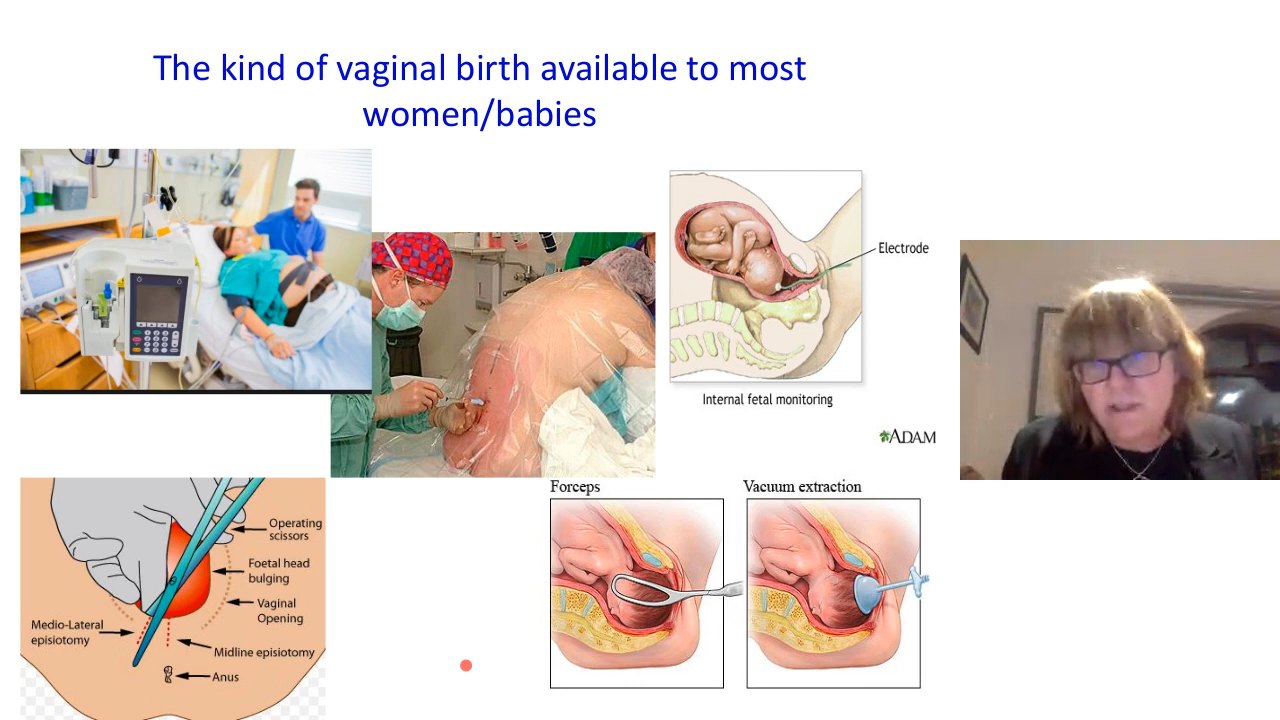 The kind of vaginal birth available to most
women/babies
Electrode
Internal fetal monitoring
ADAM
Operating
scissors
Foetal head
bulging
Vaginal
Opening
Medio-Lateral
episiotomy
Midline episiotomy
Anus
Forceps
Vacuum extraction